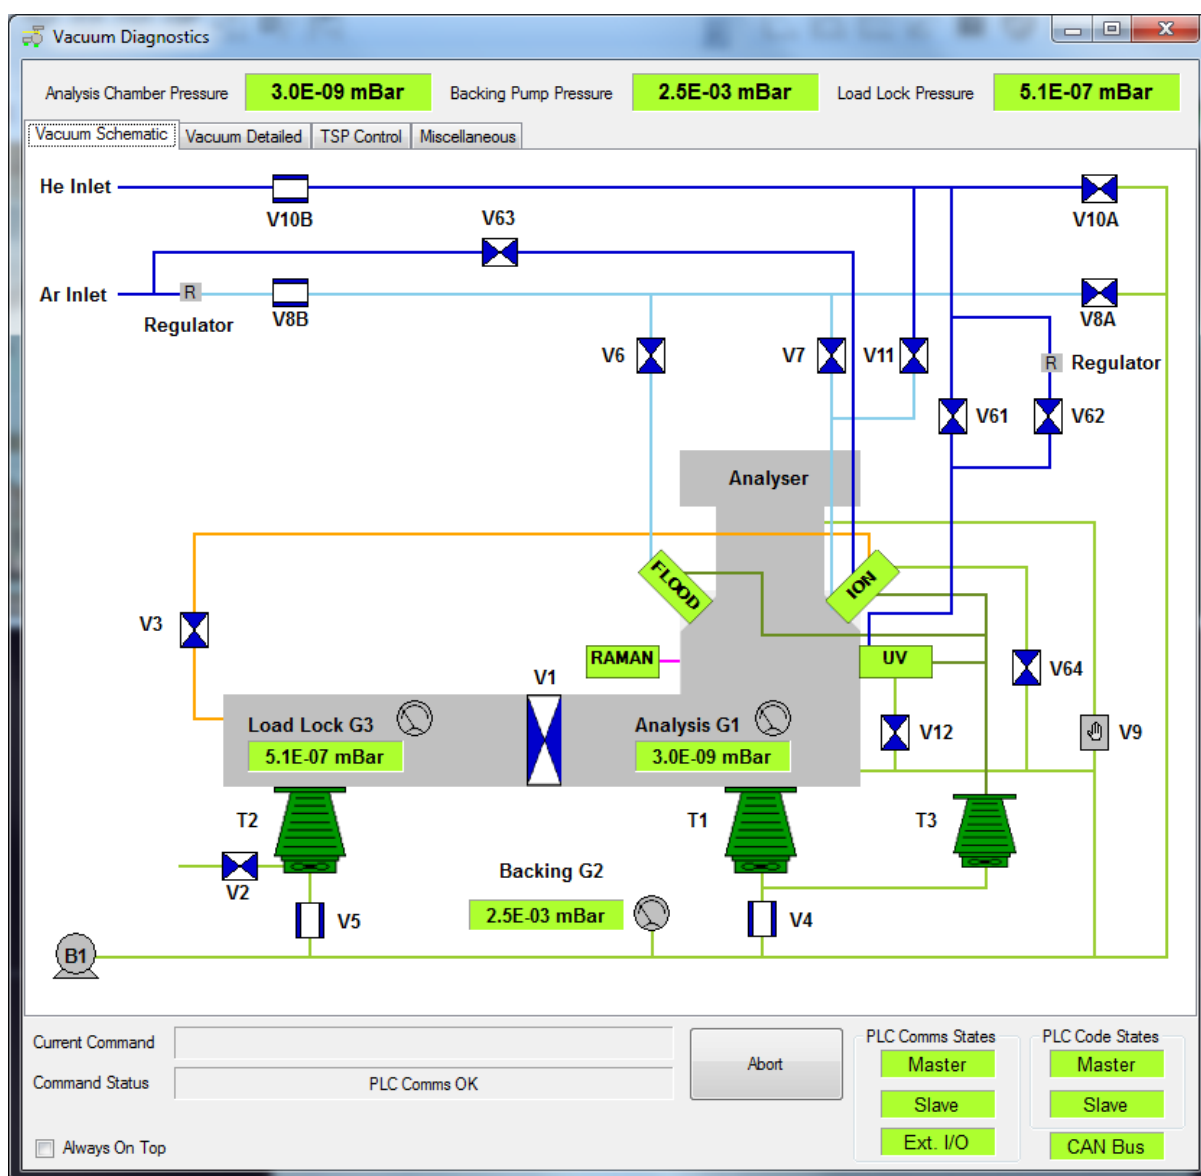 Vacuum Diagnostics
Analysis Chamber Pressure 3.0E-09 mBar Backing Pump Pressure 2.5E-03 mBar Load Lock Pressure 5.1E-07 mBar
Vacuum Schematic Vacuum Detailed TSP Control Miscellaneous
He Inlet
V10B
V10A
V63
Ar Inlet
R
Regulator
V8B
V8A
V6
V7
V11
R Regulator
V61
V62
Analyser
FLOOD
ION
V3
RAMAN
UV
V1
V64
Load Lock G3
5.1E-07 mBar
Analysis G1
3.0E-09 mBar
V12
V9
T2
T1
T3
V2
Backing G2
2.5E-03 mBar
V5
V4
B1
Current Command
Command Status PLC Comms OK
Abort
PLC Comms States
Master
Slave
Ext. I/O
PLC Code States
Master
Slave
CAN Bus
Always On Top